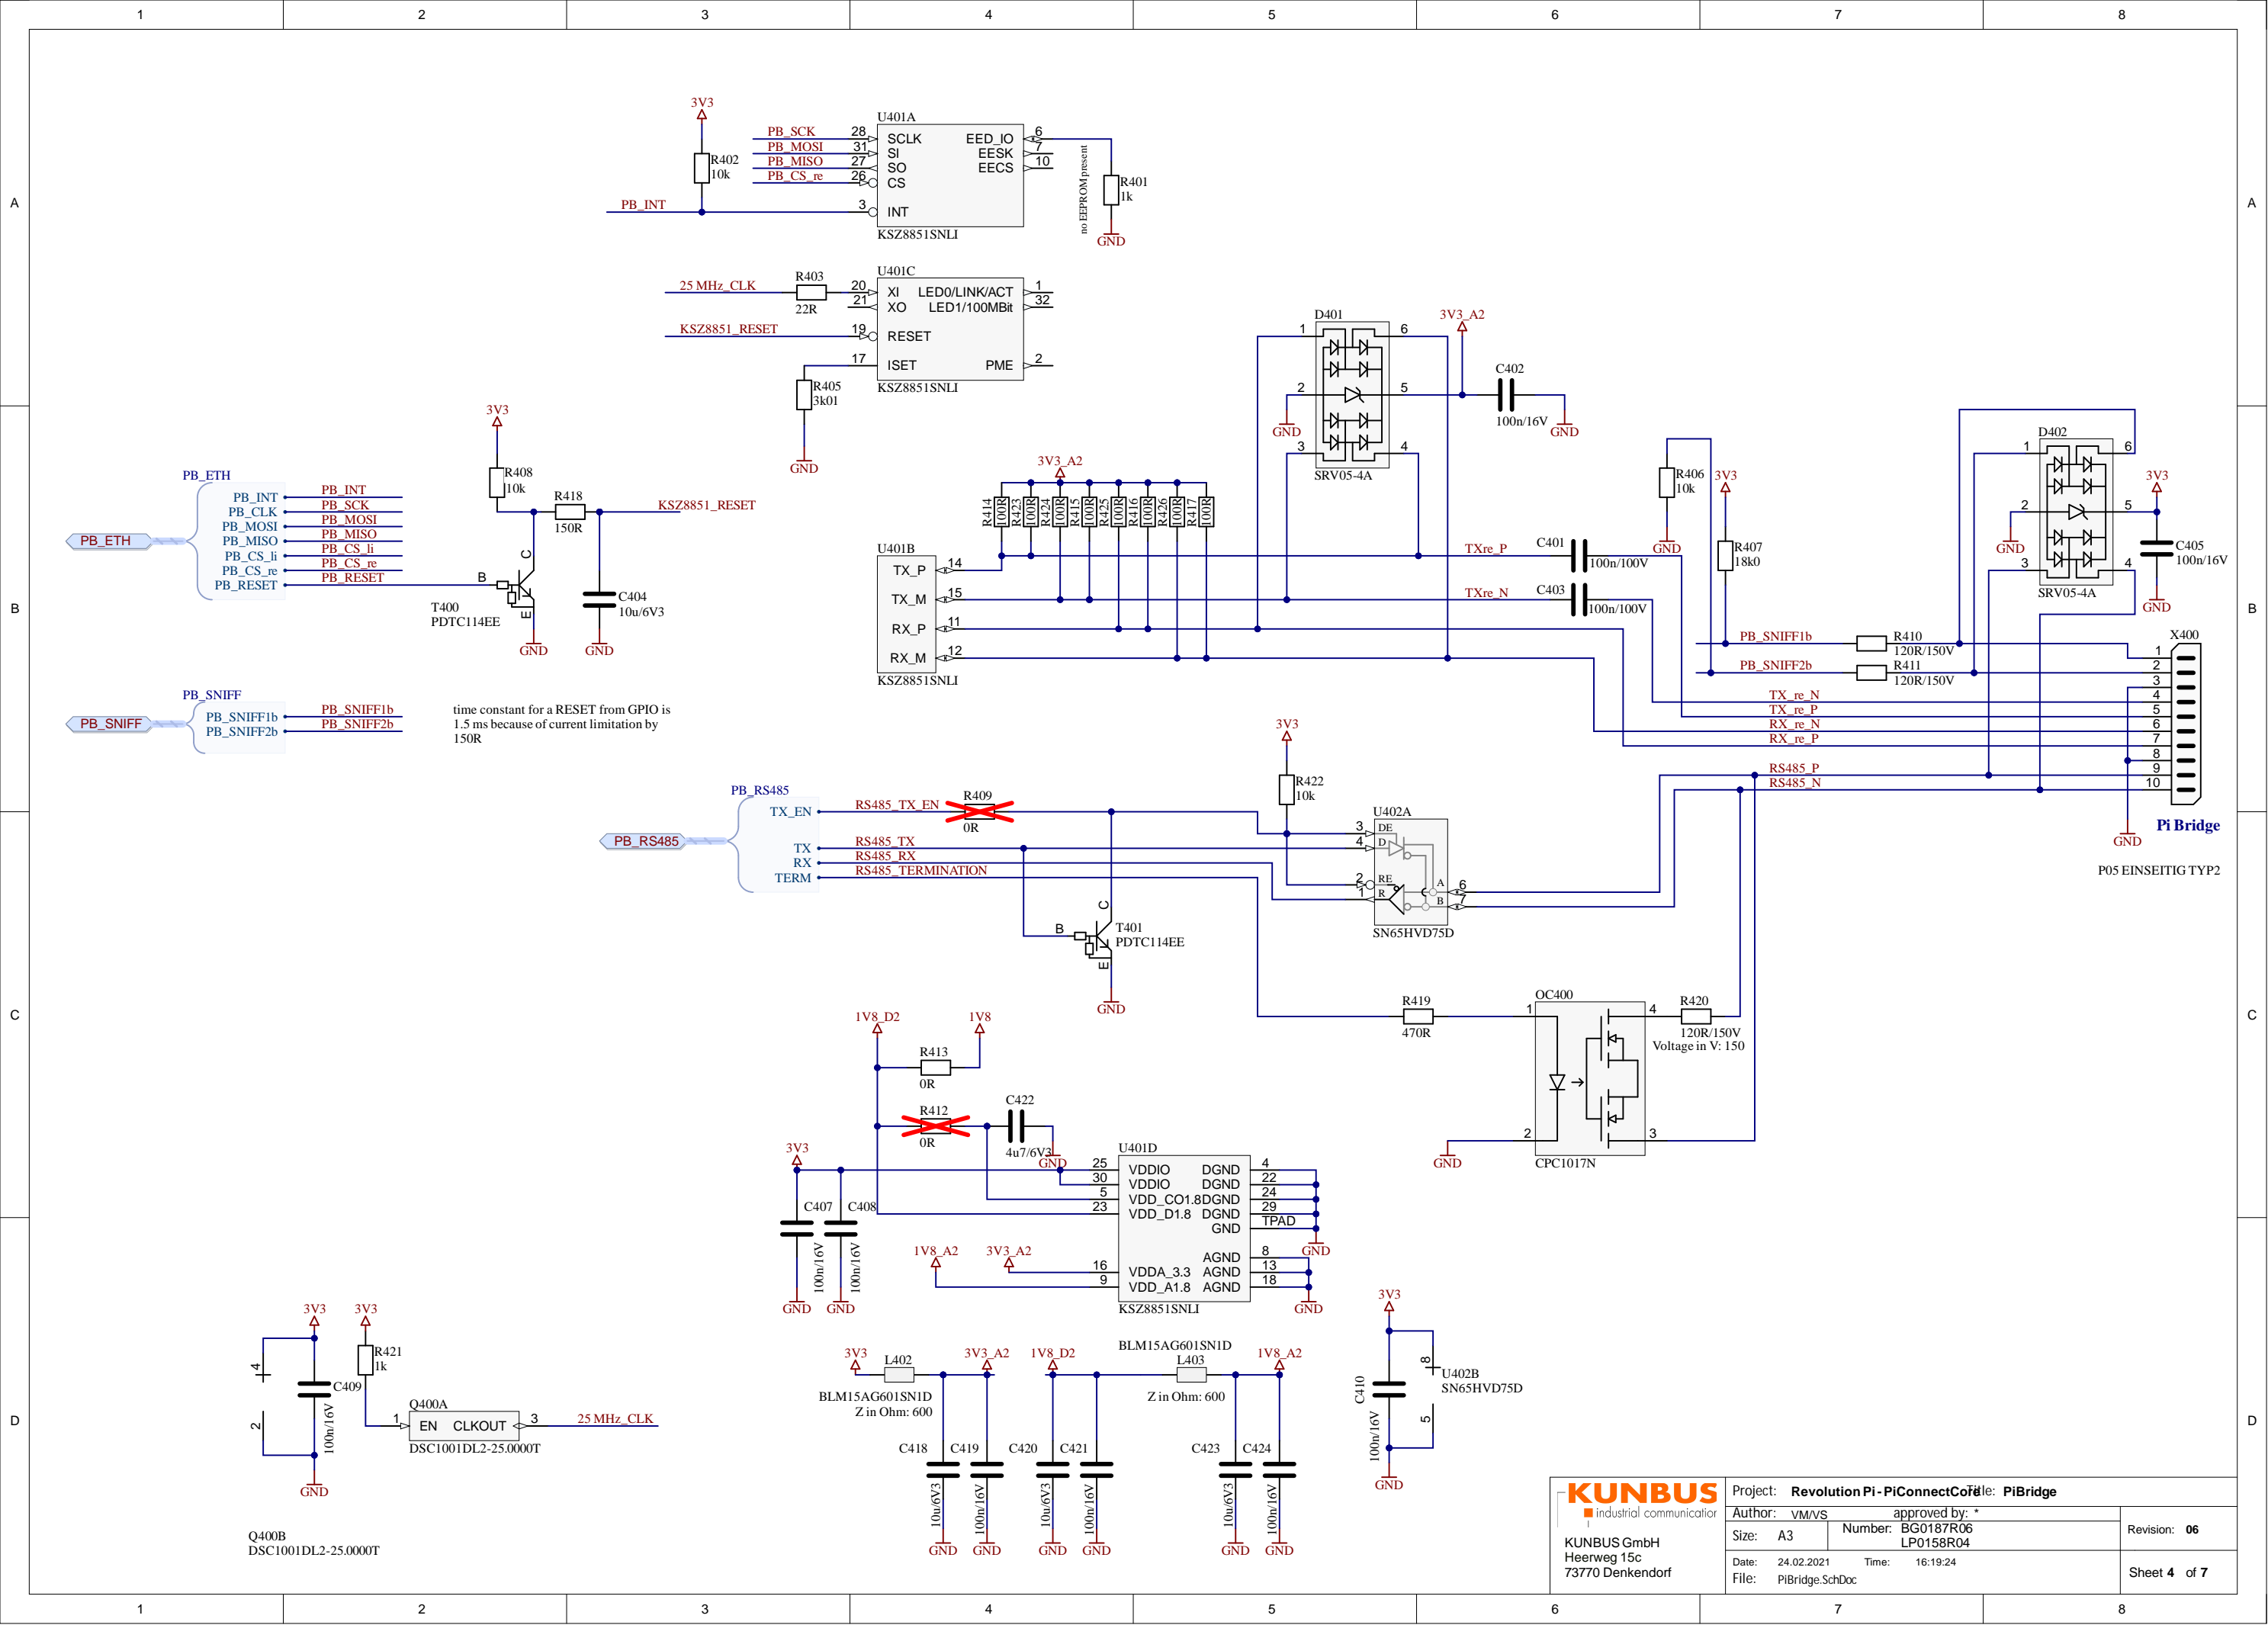 1 2 3 4 5 6 7 8
A
A
B
B
C
C
D
D
3V3
R402
10k
PB_INT
PB_SCK
PB_MOSI
PB_MISO
PB_CS_re
U401A
28 SCLK EED_IO 6
31 SI EESK 7
27 SO EECS 10
26 CS
3 INT
KSZ8851SNLI
no EEPROM present
R401
1k
GND
U401C
25 MHz_CLK
R403
22R
20 XI LED0/LINK/ACT 1
21 XO LED1/100MBit 32
KSZ8851_RESET
19 RESET
17 ISET PME 2
KSZ8851SNLI
R405
3k01
GND
PB_ETH
PB_ETH
PB_INT PB_INT
PB_CLK PB_SCK
PB_MOSI PB_MOSI
PB_MISO PB_MISO
PB_CS_li PB_CS_li
PB_CS_re PB_CS_re
PB_RESET PB_RESET
3V3
R408
10k
R418
150R
KSZ8851_RESET
B
C
E
T400
PDTC114EE
GND
C404
10u/6V3
GND
PB_SNIFF
PB_SNIFF
PB_SNIFF1b PB_SNIFF1b
PB_SNIFF2b PB_SNIFF2b
time constant for a RESET from GPIO is
1.5 ms because of current limitation by
150R
3V3_A2
R414 100R
R423 100R
R424 100R
R415 100R
R425 100R
R416 100R
R426 100R
R417 100R
U401B
TX_P 14
TX_M 15
RX_P 11
RX_M 12
KSZ8851SNLI
D401
1 6
2 5
3 4
SRV05-4A
GND
3V3_A2
C402
100n/16V
GND
TXre_P
C401
100n/100V
TXre_N
C403
100n/100V
R406
10k
GND
3V3
R407
18k0
D402
1 6
2 5
3 4
SRV05-4A
GND
3V3
C405
100n/16V
GND
PB_SNIFF1b
R410
120R/150V
PB_SNIFF2b
R411
120R/150V
TX_re_N
TX_re_P
RX_re_N
RX_re_P
RS485_P
RS485_N
X400
1
2
3
4
5
6
7
8
9
10
GND
Pi Bridge
P05 EINSEITIG TYP2
PB_RS485
PB_RS485
TX_EN RS485_TX_EN
TX RS485_TX
RX RS485_RX
TERM RS485_TERMINATION
R409
0R
3V3
R422
10k
U402A
3 DE
4 D
2 RE
1 R
A 6
B 7
SN65HVD75D
B
C
E
T401
PDTC114EE
GND
R419
470R
OC400
1 4
2 3
CPC1017N
GND
R420
120R/150V
Voltage in V: 150
1V8_D2
1V8
R413
0R
R412
0R
C422
4u7/6V3
GND
3V3
C407
100n/16V
GND
C408
100n/16V
GND
U401D
25 VDDIO DGND 4
30 VDDIO DGND 22
5 VDD_CO1.8 DGND 24
23 VDD_D1.8 DGND 29
GND TPAD
GND
AGND 8
16 VDDA_3.3 AGND 13
9 VDD_A1.8 AGND 18
GND
1V8_A2
3V3_A2
KSZ8851SNLI
3V3
4
2
C409
100n/16V
GND
3V3
R421
1k
Q400A
1 EN CLKOUT 3
25 MHz_CLK
DSC1001DL2-25.0000T
Q400B
DSC1001DL2-25.0000T
3V3
L402
BLM15AG601SN1D
Z in Ohm: 600
3V3_A2
C418
10u/6V3
GND
C419
100n/16V
GND
1V8_D2
BLM15AG601SN1D
L403
Z in Ohm: 600
1V8_A2
C420
10u/6V3
GND
C421
100n/16V
GND
C423
10u/6V3
GND
C424
100n/16V
GND
3V3
C410
100n/16V
8
5
U402B
SN65HVD75D
GND
KUNBUS
industrial communication
KUNBUS GmbH
Heerweg 15c
73770 Denkendorf
Project: Revolution Pi - PiConnectCore Title: PiBridge
Author: VM/VS approved by: *
Size: A3 Number: BG0187R06
LP0158R04
Revision: 06
Date: 24.02.2021 Time: 16:19:24
File: PiBridge.SchDoc
Sheet 4 of 7
1 2 3 4 5 6 7 8